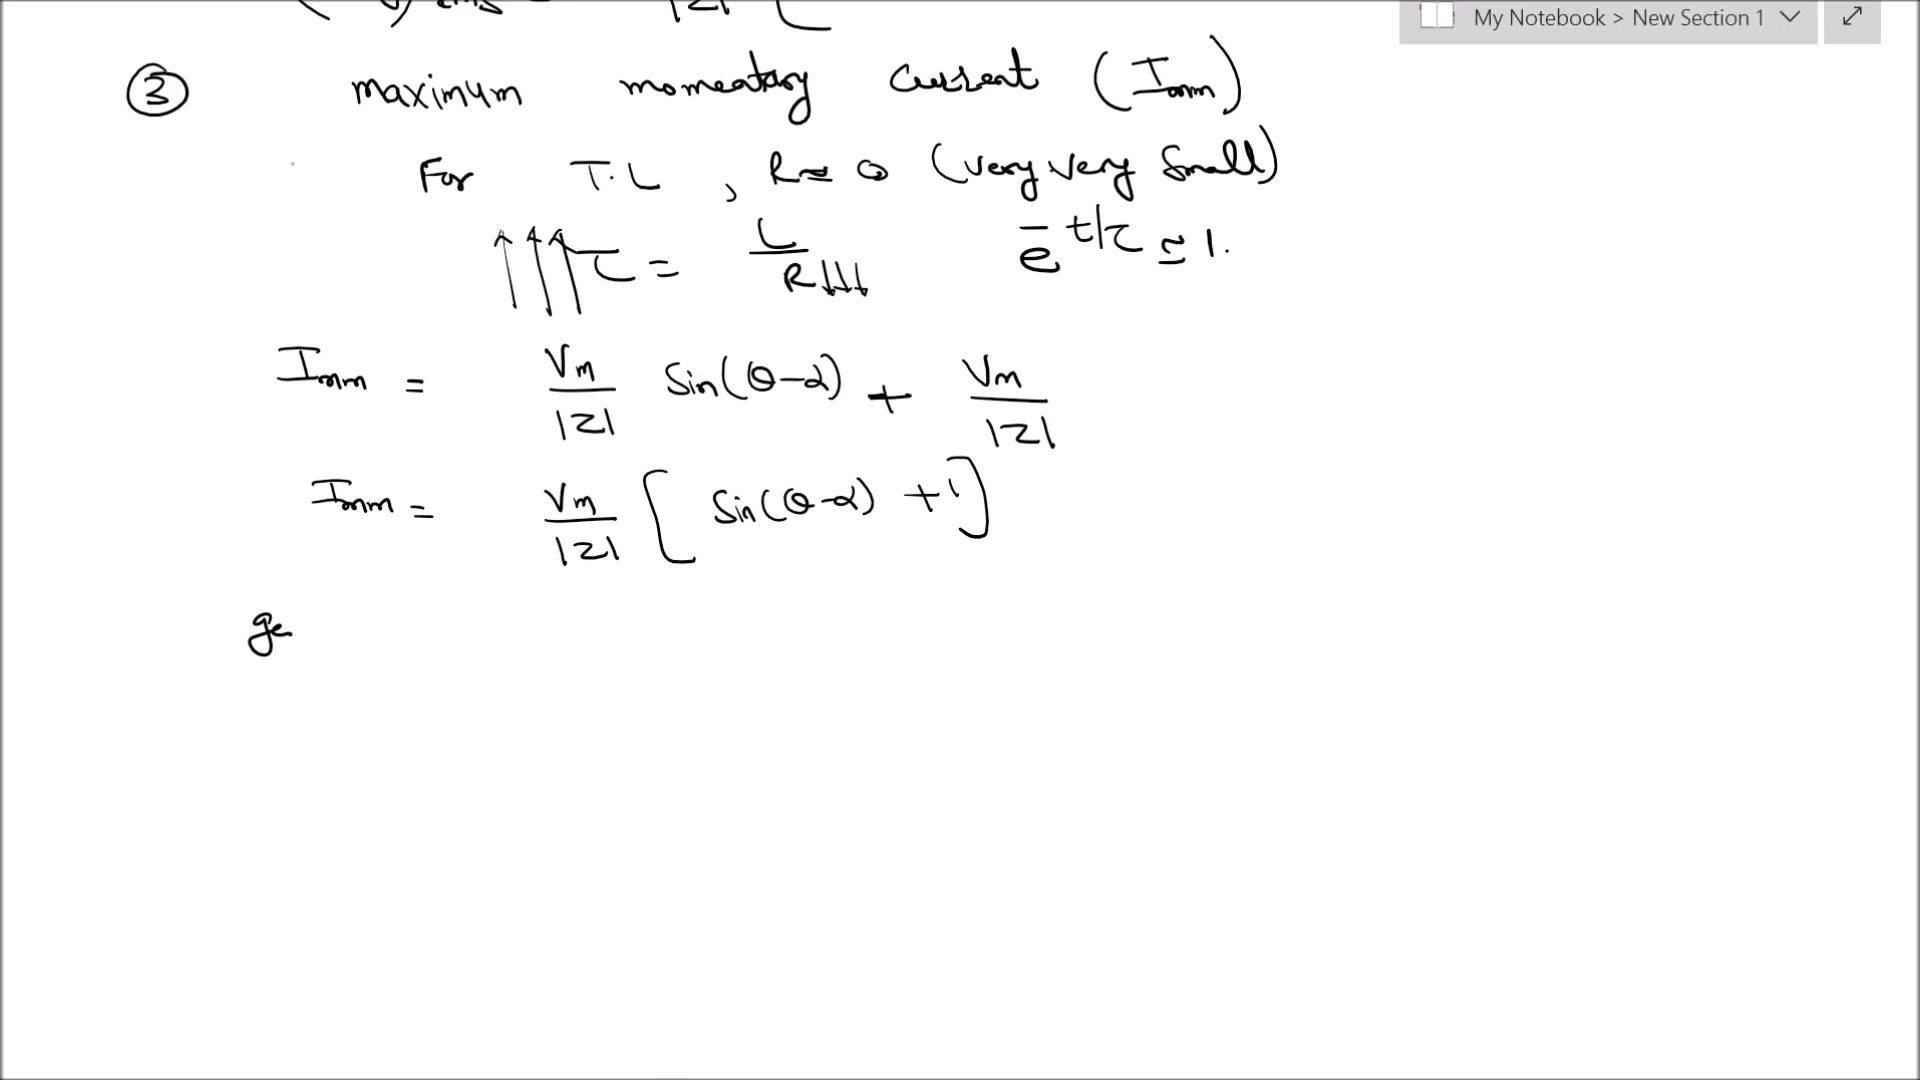 My Notebook > New Section 1
③ maximum momentary current (Imm)
For T.L, R≈0 (very very small)
↑↑↑τ = L/R↓↓↓ e^-t/τ ≃ 1.
Imm = Vm/|Z| Sin(θ-α) + Vm/|Z|
Imm = Vm/|Z| [Sin(θ-α) +1]
ge